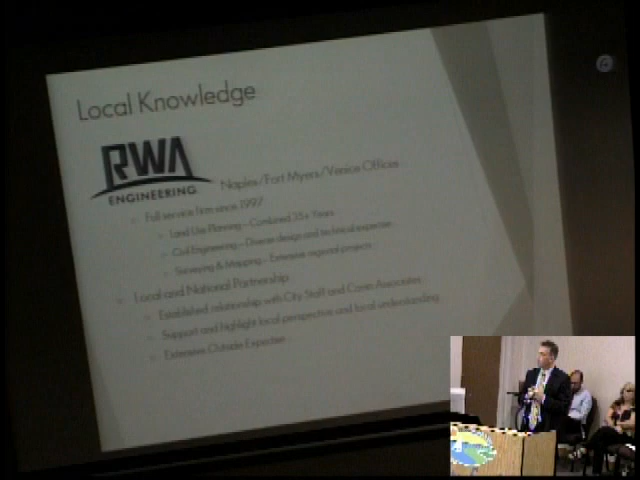 Local Knowledge
RWA
ENGINEERING
Naples/Fort Myers/Venice Offices
Full service firm since 1997
Land Use Planning – Combined 35+ Years
Civil Engineering – Diverse design and technical expertise
Surveying & Mapping – Extensive regional projects
Local and National Partnership
Established relationship with City Staff and Associates
Support and highlight local perspective and local understanding
Extensive Outside Expertise